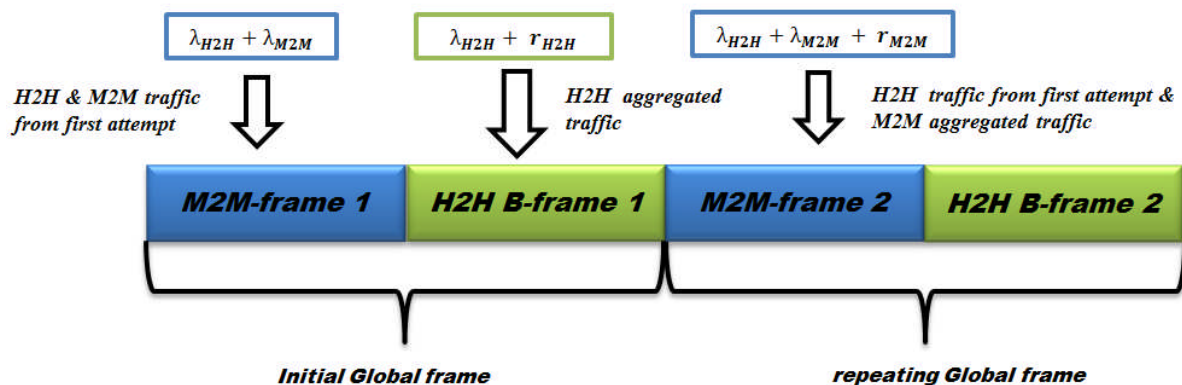 λH2H + λM2M
λH2H + rH2H
λH2H + λM2M + rM2M
H2H & M2M traffic
from first attempt
H2H aggregated
traffic
H2H traffic from first attempt &
M2M aggregated traffic
M2M-frame 1
H2H B-frame 1
M2M-frame 2
H2H B-frame 2
Initial Global frame
repeating Global frame